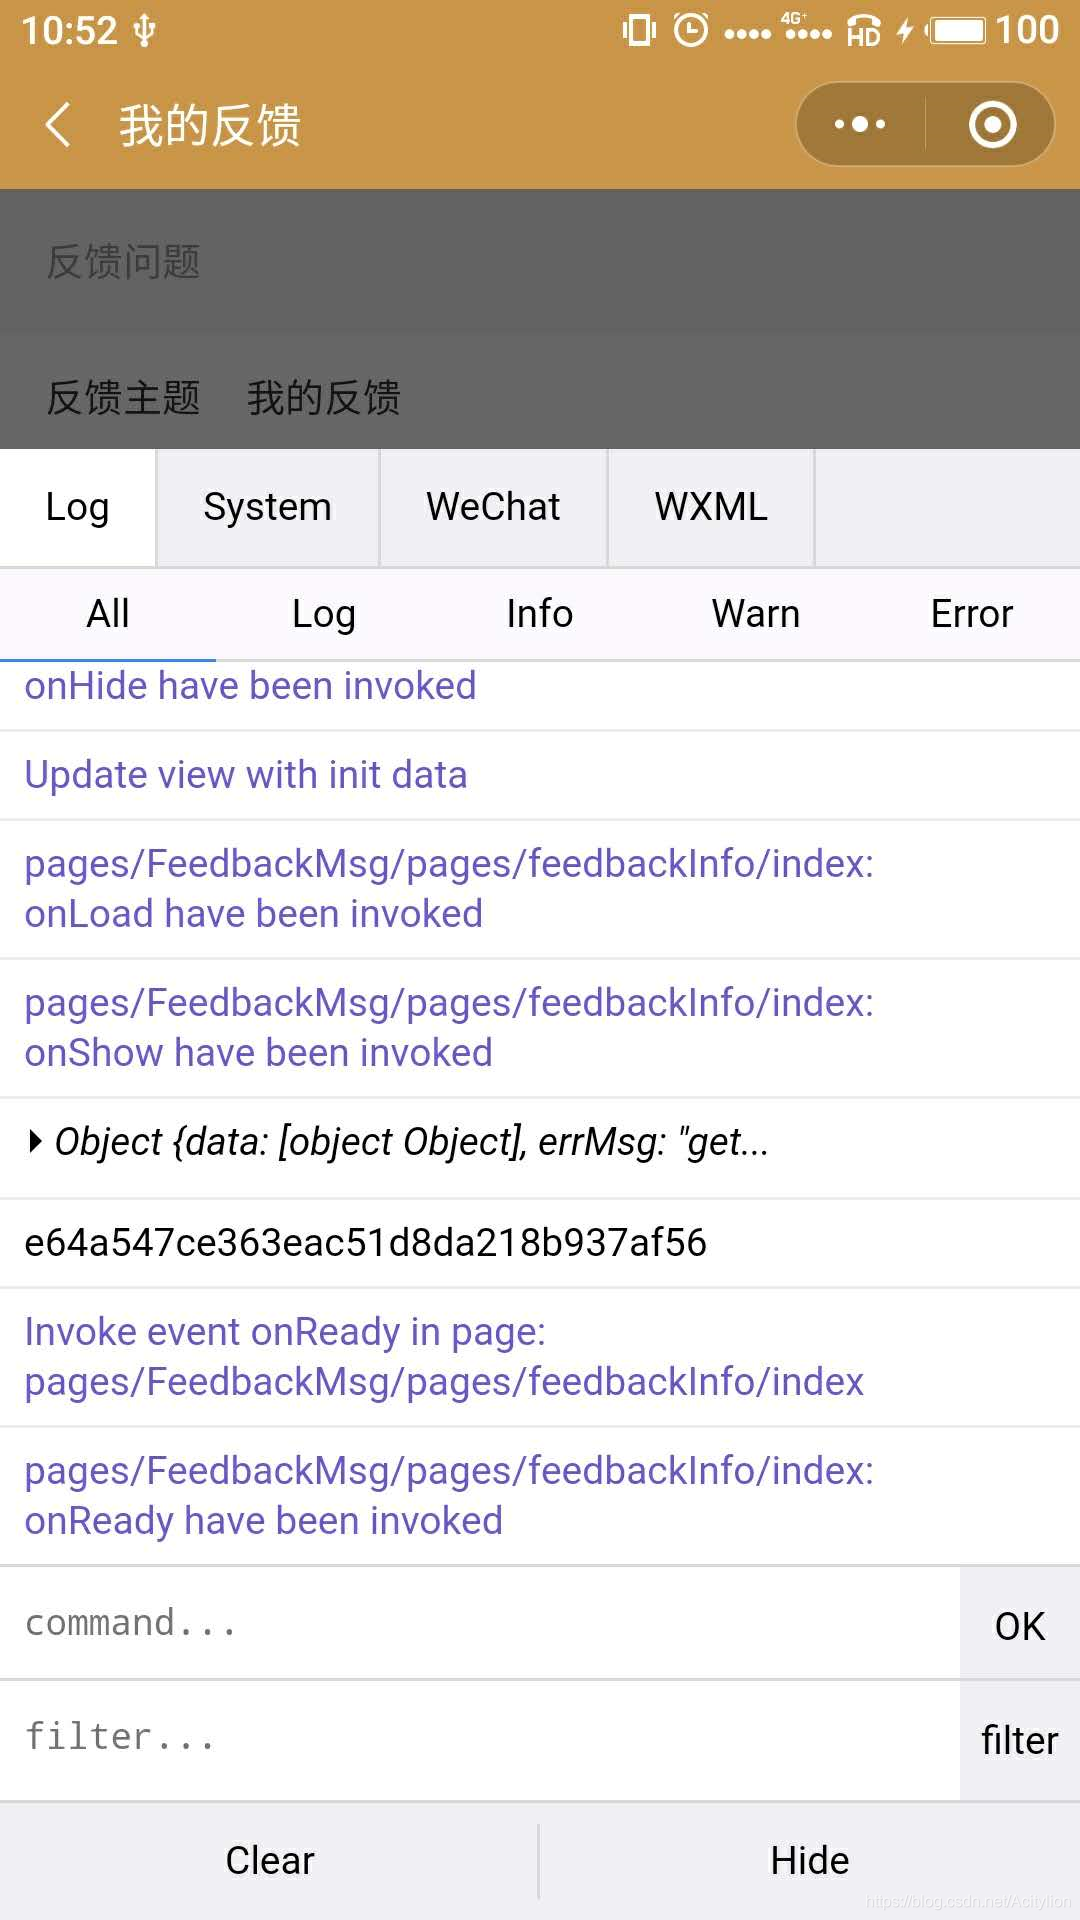 10:52 4G+ HD 100
我的反馈
反馈问题
反馈主题 我的反馈
Log System WeChat WXML
All Log Info Warn Error
onHide have been invoked
Update view with init data
pages/FeedbackMsg/pages/feedbackInfo/index:
onLoad have been invoked
pages/FeedbackMsg/pages/feedbackInfo/index:
onShow have been invoked
Object {data: [object Object], errMsg: "get...
e64a547ce363eac51d8da218b937af56
Invoke event onReady in page:
pages/FeedbackMsg/pages/feedbackInfo/index
pages/FeedbackMsg/pages/feedbackInfo/index:
onReady have been invoked
command... OK
filter... filter
Clear Hide
https://blog.csdn.net/Acitylion